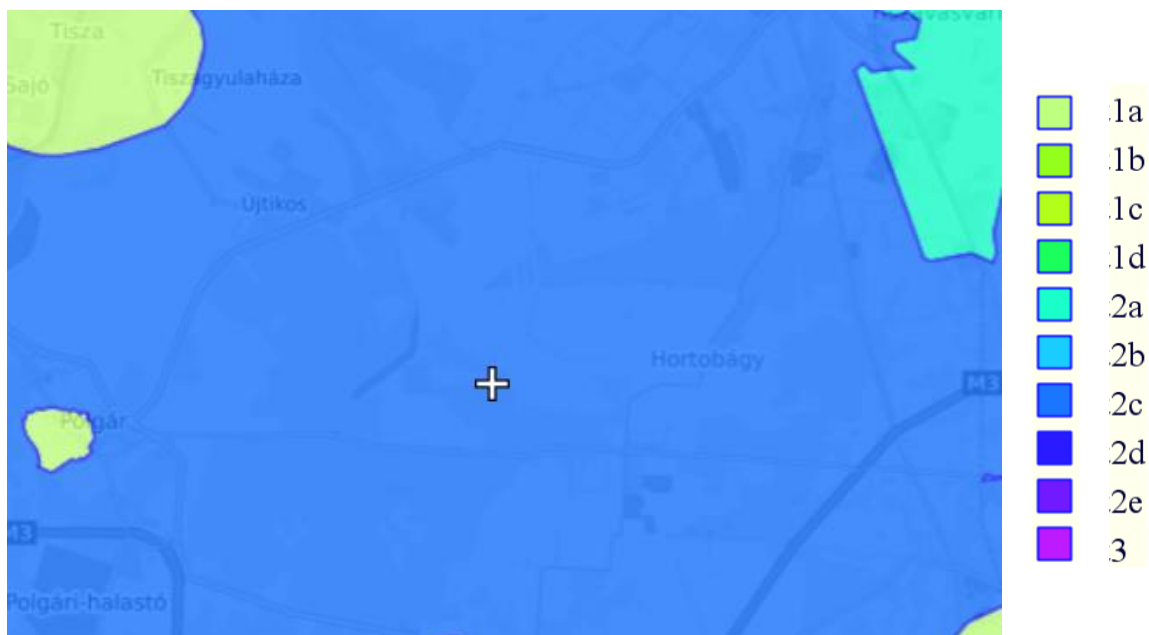 Tisza
Sajó
Tiszagyulaháza
Újtikos
Hortobágy
M3
Polgár
M3
Polgári-halastó
.1a
.1b
.1c
.1d
.2a
.2b
.2c
.2d
.2e
.3